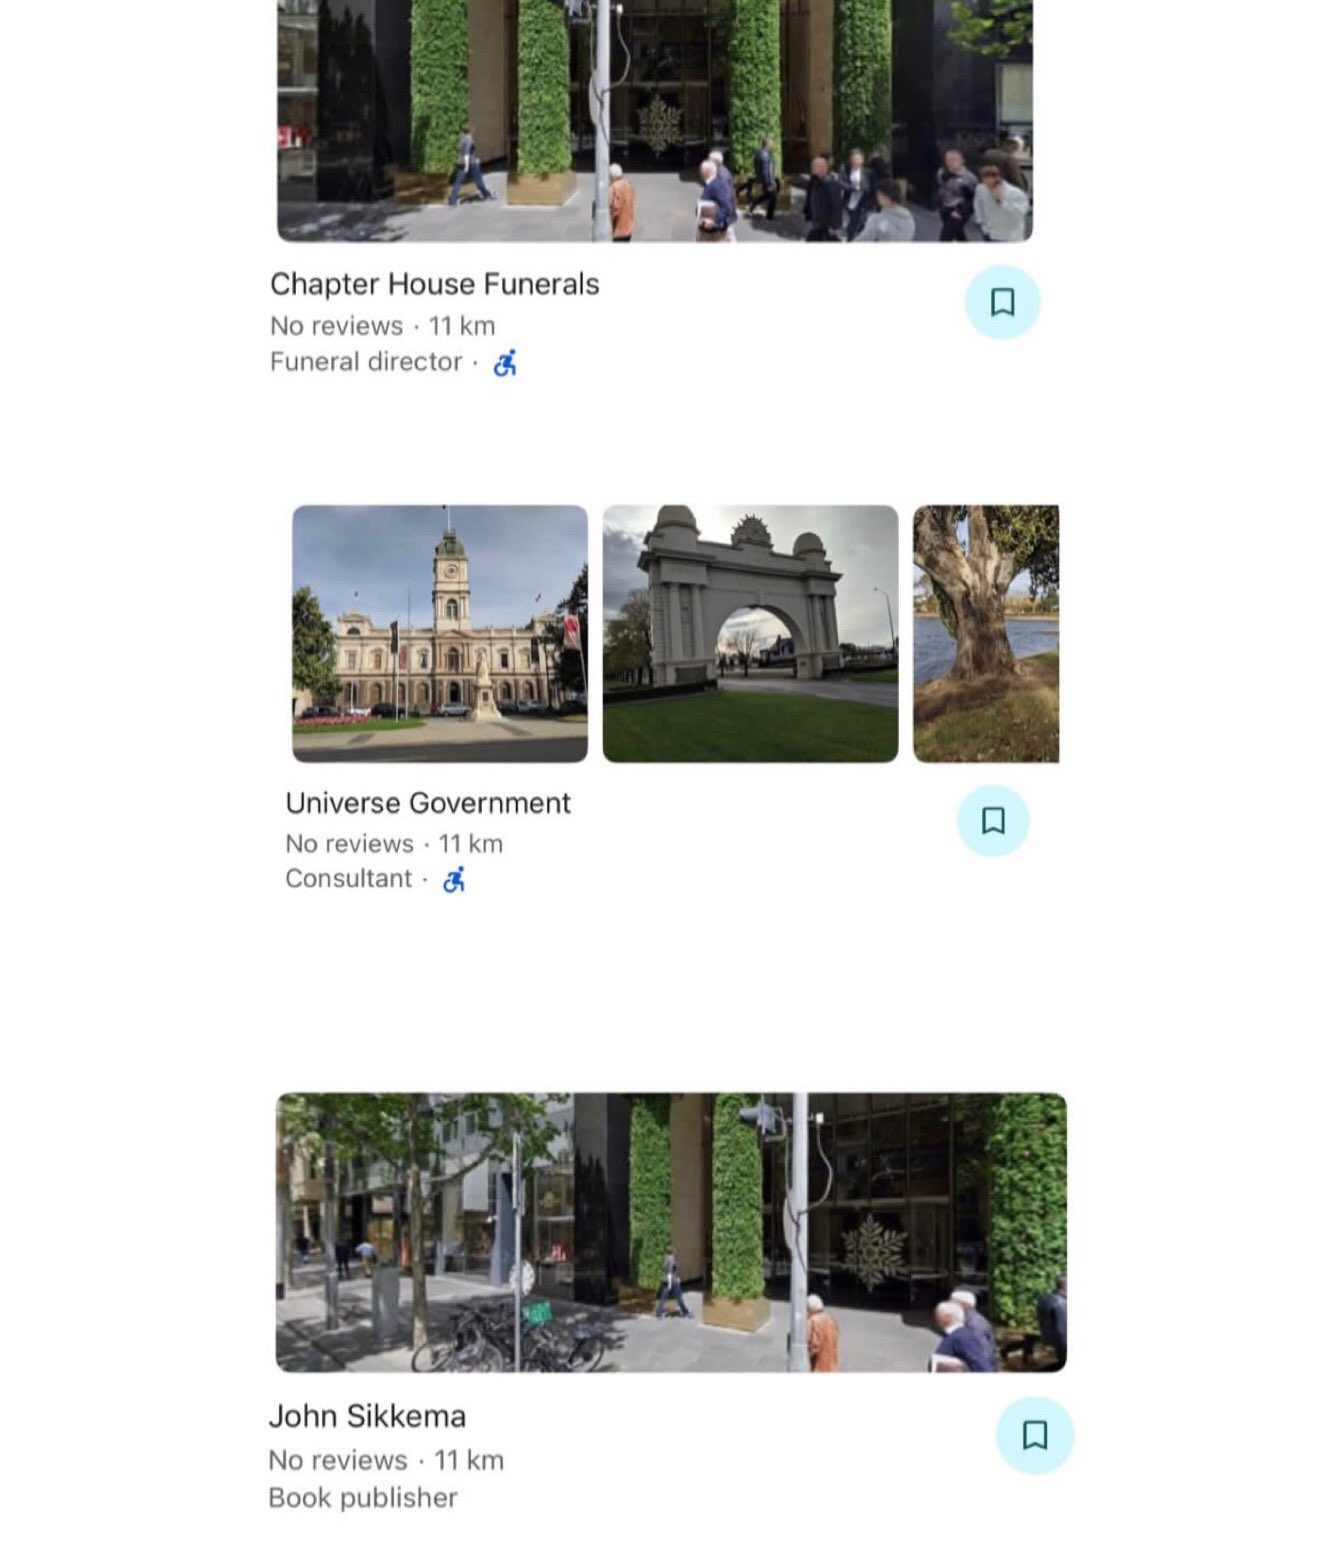 Chapter House Funerals
No reviews · 11 km
Funeral director ·
Universe Government
No reviews · 11 km
Consultant ·
John Sikkema
No reviews · 11 km
Book publisher